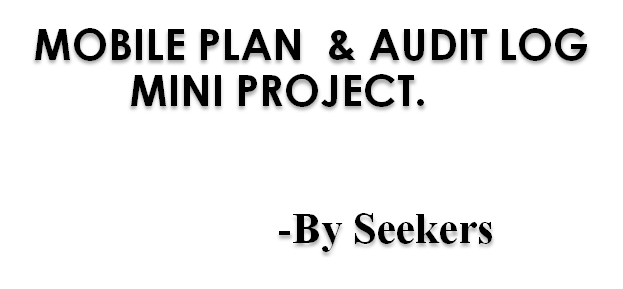 MOBILE PLAN & AUDIT LOG
MINI PROJECT.
-By Seekers